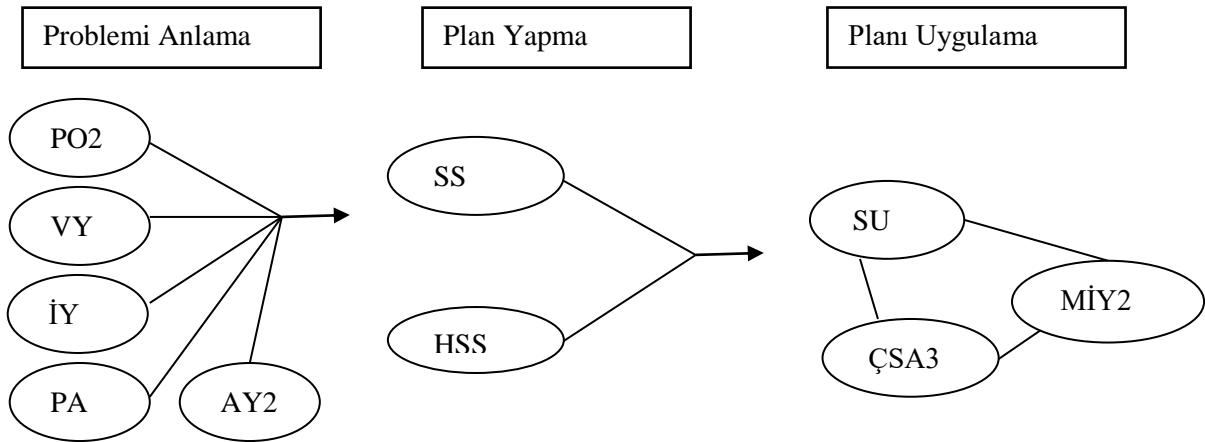 Problemi Anlama
Plan Yapma
Planı Uygulama
PO2
VY
İY
PA
AY2
SS
HSS
SU
MİY2
ÇSA3